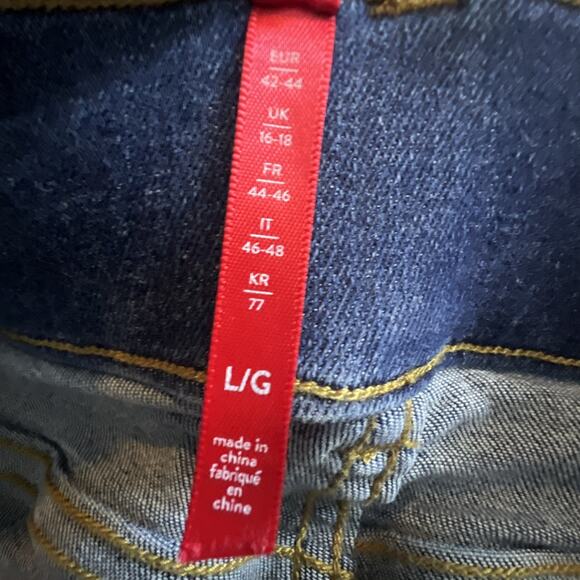 EUR
42-44
UK
16-18
FR
44-46
IT
46-48
KR
77
L/G
made in
china
fabriqué
en
chine